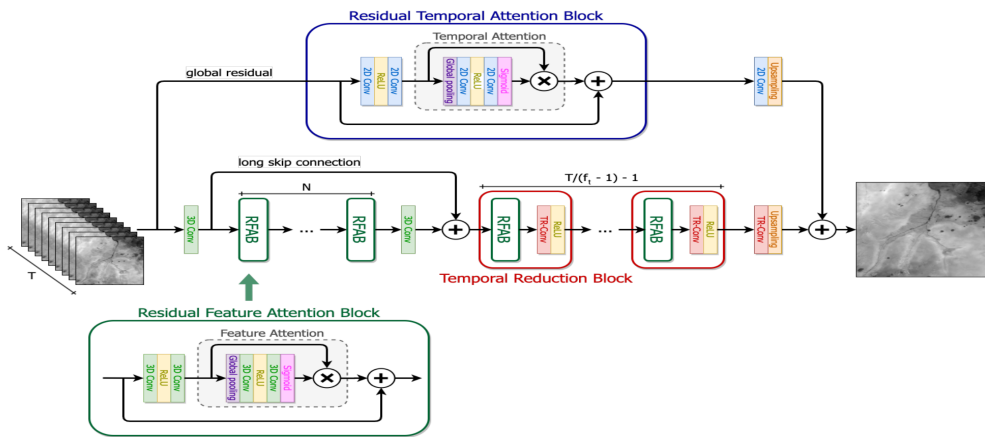 Residual Temporal Attention Block
Temporal Attention
global residual
2D Conv
ReLU
2D Conv
Global pooling
2D Conv
ReLU
2D Conv
Sigmoid
×
+
2D Conv
Upsampling
long skip connection
N
T/(fₜ - 1) - 1
T
3D Conv
RFAB
...
RFAB
3D Conv
+
RFAB
TR-Conv
ReLU
...
RFAB
TR-Conv
ReLU
TR-Conv
Upsampling
+
Temporal Reduction Block
Residual Feature Attention Block
Feature Attention
3D Conv
ReLU
3D Conv
Global pooling
3D Conv
ReLU
3D Conv
Sigmoid
×
+